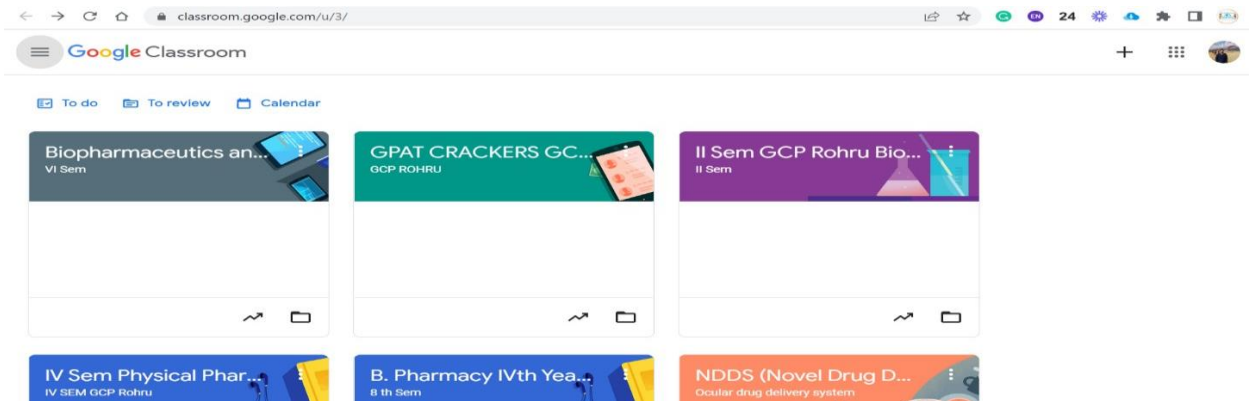 classroom.google.com/u/3/
24
Google Classroom
To do To review Calendar
Biopharmaceutics an...
VI Sem
GPAT CRACKERS GC...
GCP ROHRU
II Sem GCP Rohru Bio...
II Sem
IV Sem Physical Phar...
IV SEM GCP Rohru
B. Pharmacy IVth Yea...
8 th Sem
NDDS (Novel Drug D...
Ocular drug delivery system